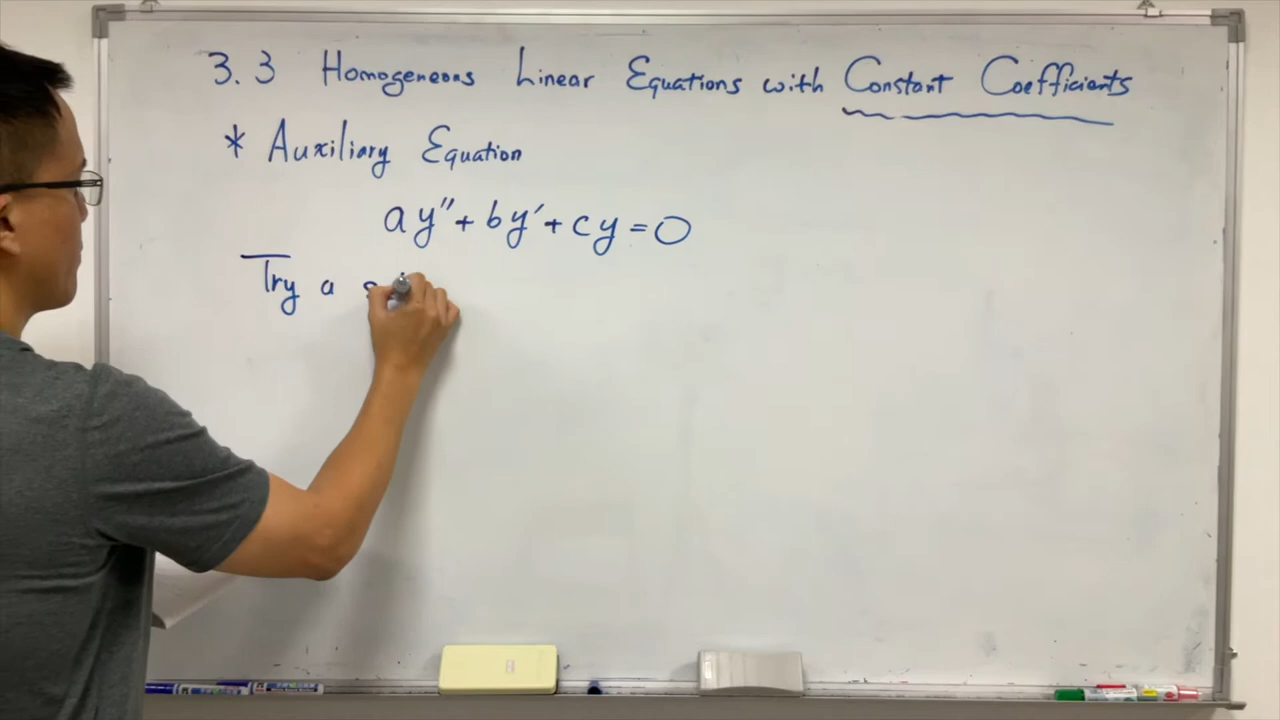 3.3 Homogeneous Linear Equations with Constant Coefficients
* Auxiliary Equation
ay" + by' + cy = 0
Try a